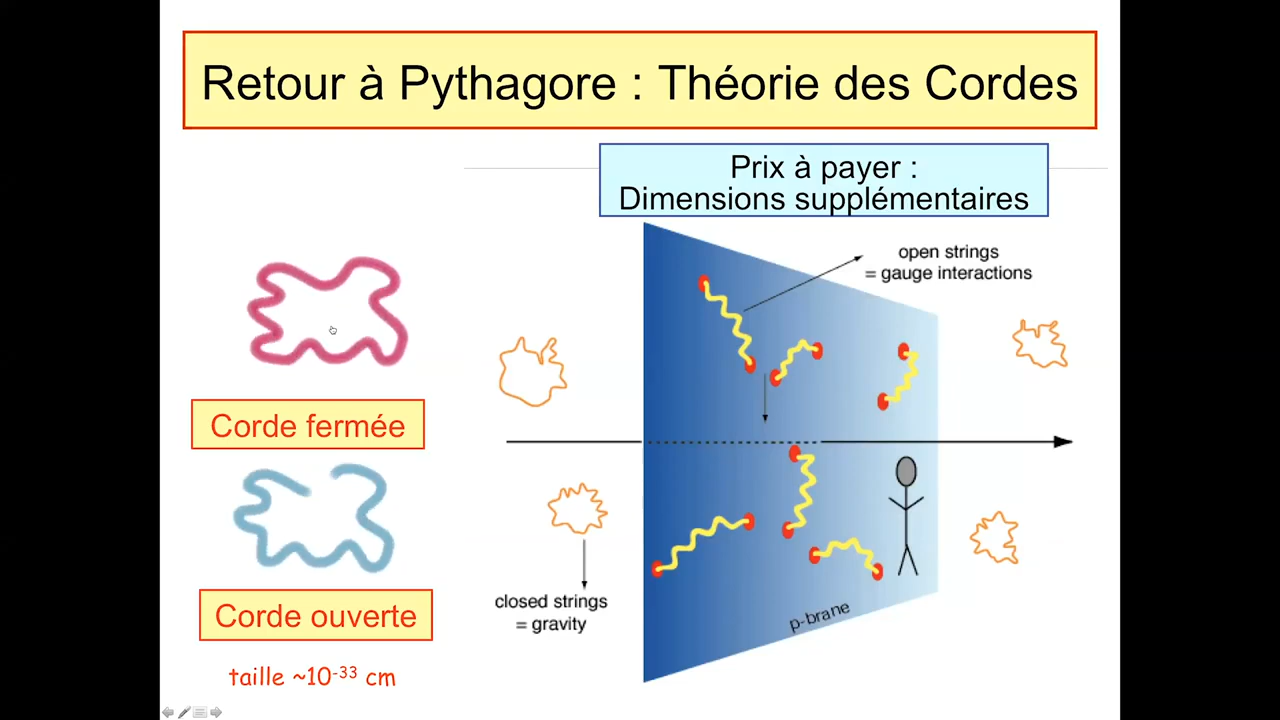 Retour à Pythagore : Théorie des Cordes
Prix à payer :
Dimensions supplémentaires
open strings
= gauge interactions
Corde fermée
closed strings
= gravity
p-brane
Corde ouverte
taille ~10⁻³³ cm